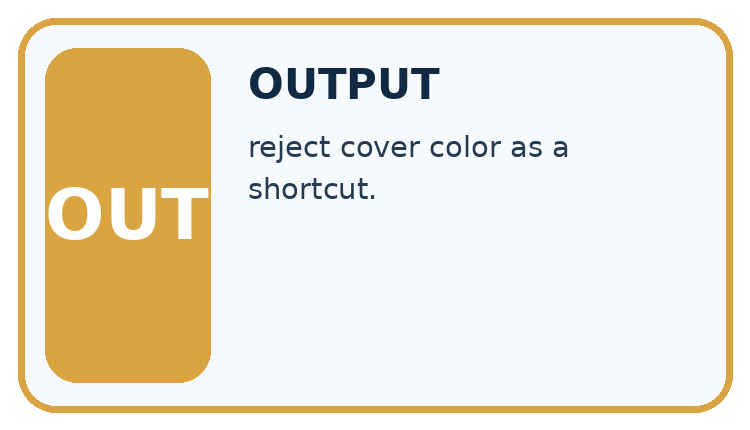 OUT
OUTPUT
reject cover color as a
shortcut.